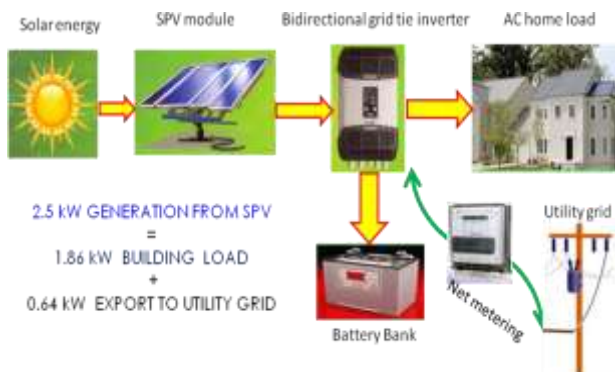 Solar energy
SPV module
Bidirectional grid tie inverter
AC home load
2.5 kW GENERATION FROM SPV
=
1.86 kW BUILDING LOAD
+
0.64 kW EXPORT TO UTILITY GRID
Battery Bank
Net metering
Utility grid